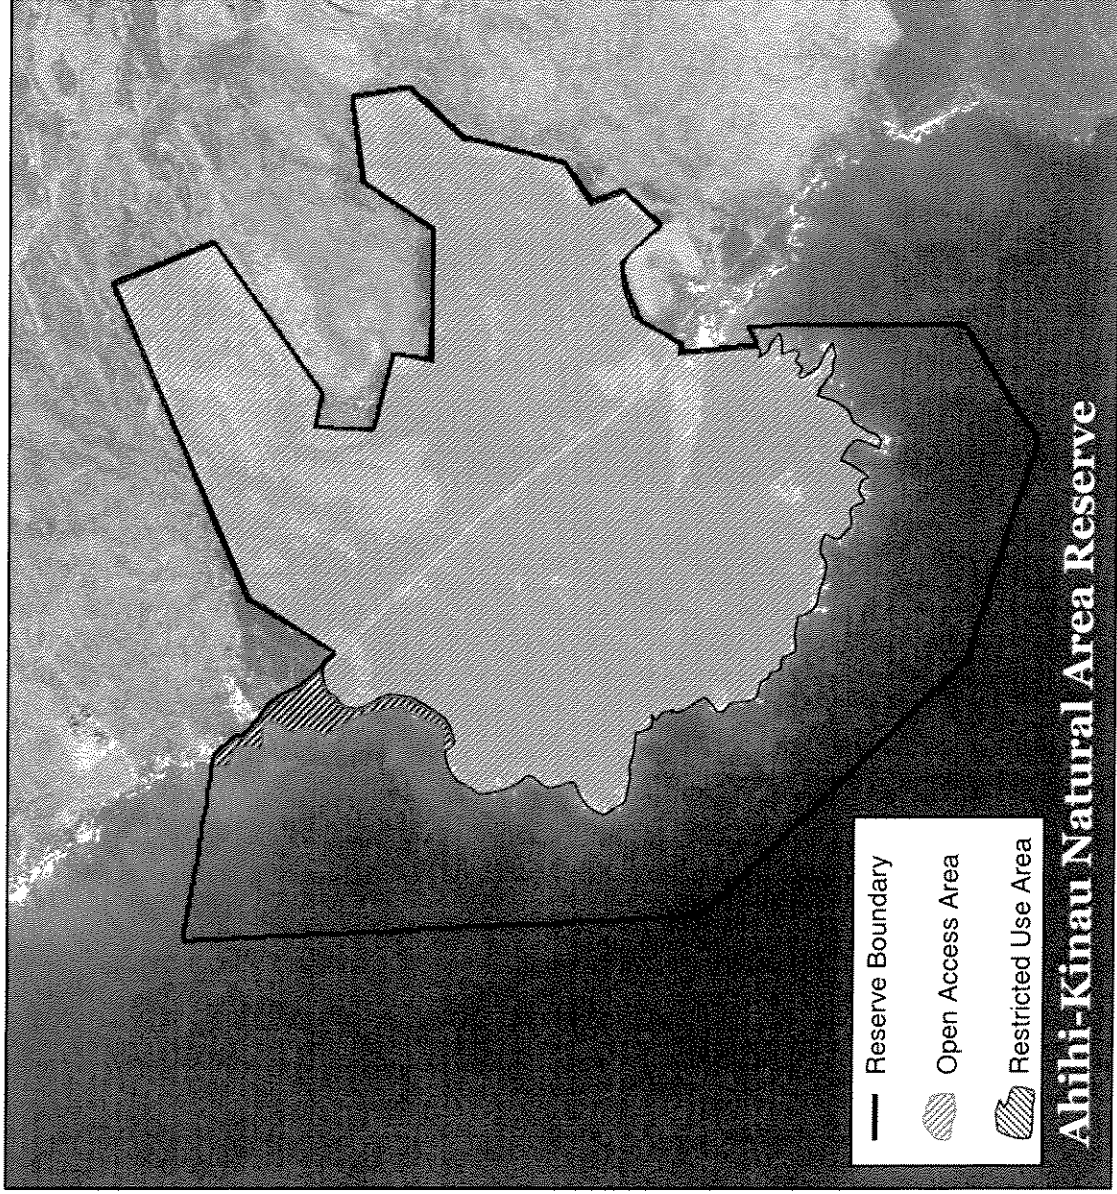 Reserve Boundary
Open Access Area
Restricted Use Area
Ahihi-Kinau Natural Area Reserve